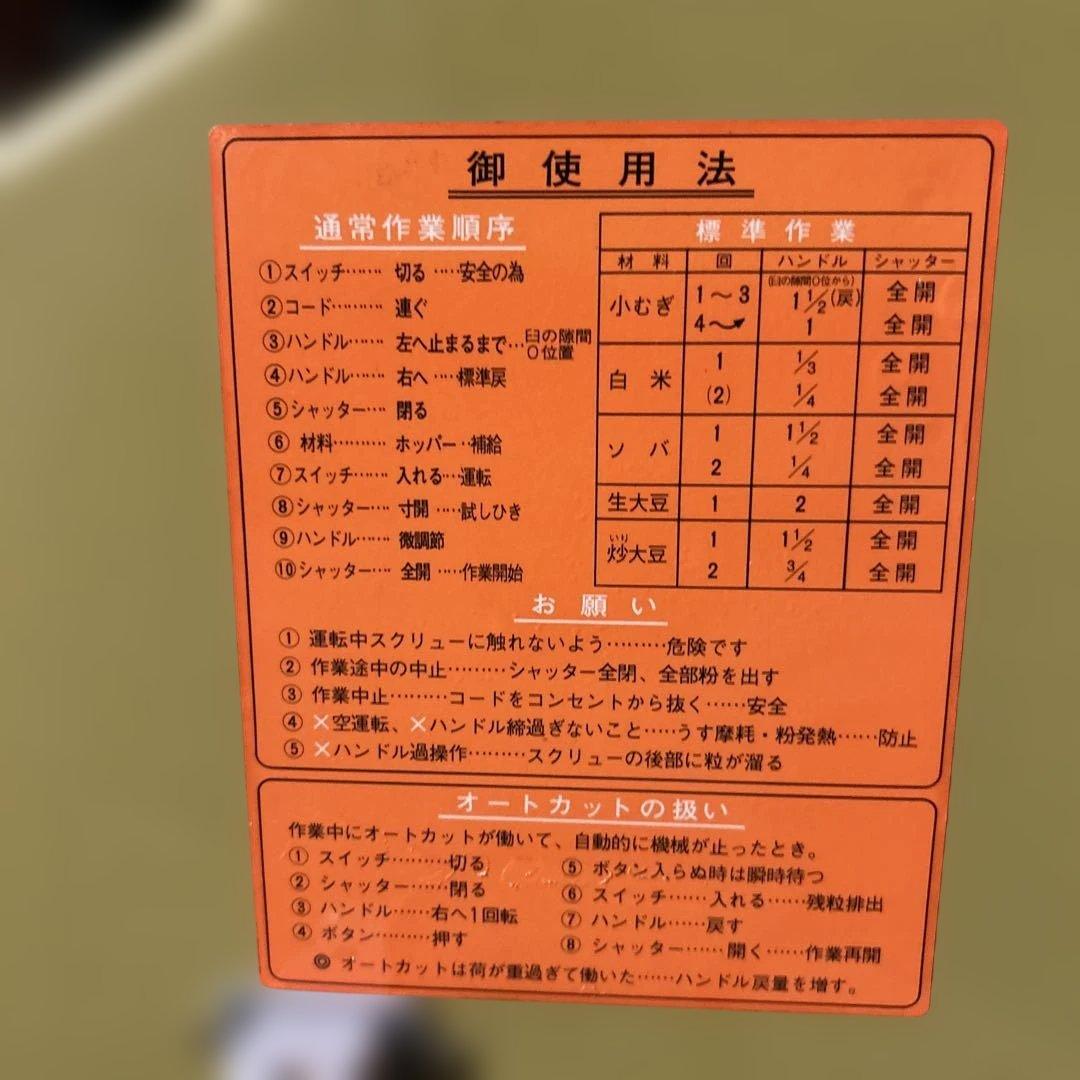 御使用法
通常作業順序
①スイッチ…… 切る ……安全の為
②コード……… 連ぐ
③ハンドル…… 左へ止まるまで…臼の隙間
〇位置
④ハンドル…… 右へ ……標準戻
⑤シャッター…. 閉る
⑥ 材料……… ホッパー‥補給
⑦スイッチ…… 入れる…運転
⑧シャッター…. 寸開 ……試しひき
⑨ハンドル…… 微調節
⑩シャッター…. 全開 ……作業開始
標準作業
材料 回 ハンドル シャッター
(臼の隙間〇位から)
小むぎ 1〜3 1 1/2(戻) 全開
4〜 1 全開
白米 1 1/3 全開
(2) 1/4 全開
ソバ 1 1 1/2 全開
2 1/4 全開
生大豆 1 2 全開
いり
炒大豆 1 1 1/2 全開
2 3/4 全開
お願い
① 運転中スクリューに触れないよう………危険です
② 作業途中の中止………シャッター全閉、全部粉を出す
③ 作業中止………コードをコンセントから抜く……安全
④ ×空運転、×ハンドル締過ぎないこと……うす摩耗・粉発熱……防止
⑤ ×ハンドル過操作………スクリューの後部に粒が溜る
オートカットの扱い
作業中にオートカットが働いて、自動的に機械が止ったとき。
① スイッチ………切る
② シャッター……閉る
③ ハンドル……右へ1回転
④ ボタン………押す
⑤ ボタン入らぬ時は瞬時待つ
⑥ スイッチ……入れる……残粒排出
⑦ ハンドル……戻す
⑧ シャッター……開く……作業再開
◎ オートカットは荷が重過ぎて働いた……ハンドル戻量を増す。